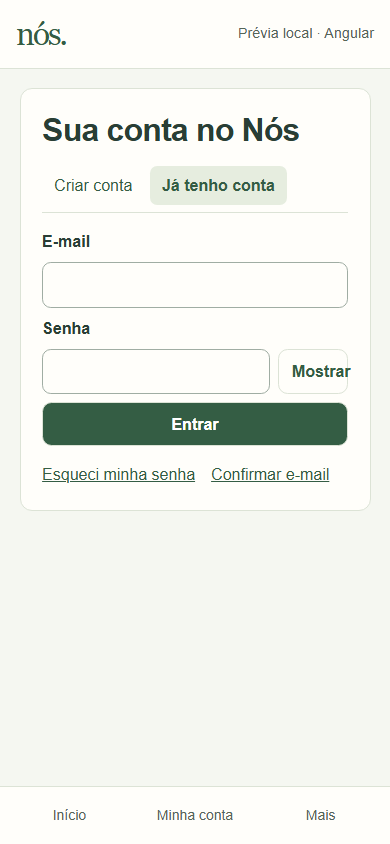 nós.
Prévia local · Angular
Sua conta no Nós
Criar conta
Já tenho conta
E-mail
Senha
Mostrar
Entrar
Esqueci minha senha
Confirmar e-mail
Início
Minha conta
Mais